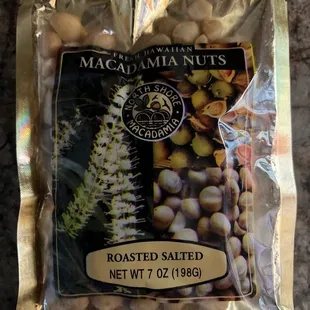 FRESH HAWAIIAN
MACADAMIA NUTS
NORTH SHORE
MACADAMIA
ROASTED SALTED
NET WT 7 OZ (198G)